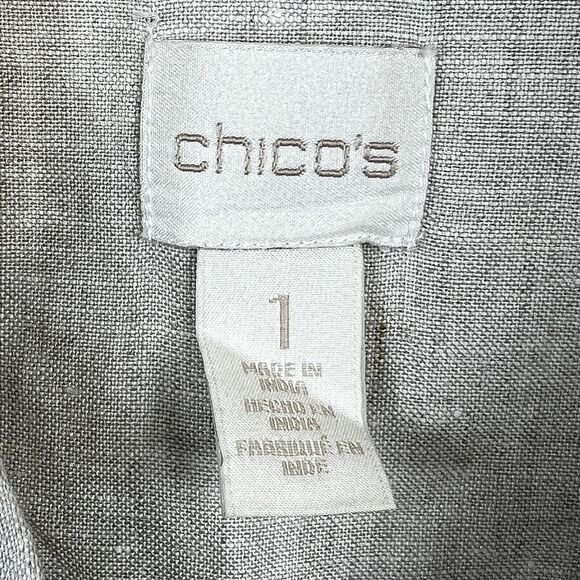 chico's
1
MADE IN
INDIA
HECHO EN
INDIA
FABRIQUÉ EN
INDE